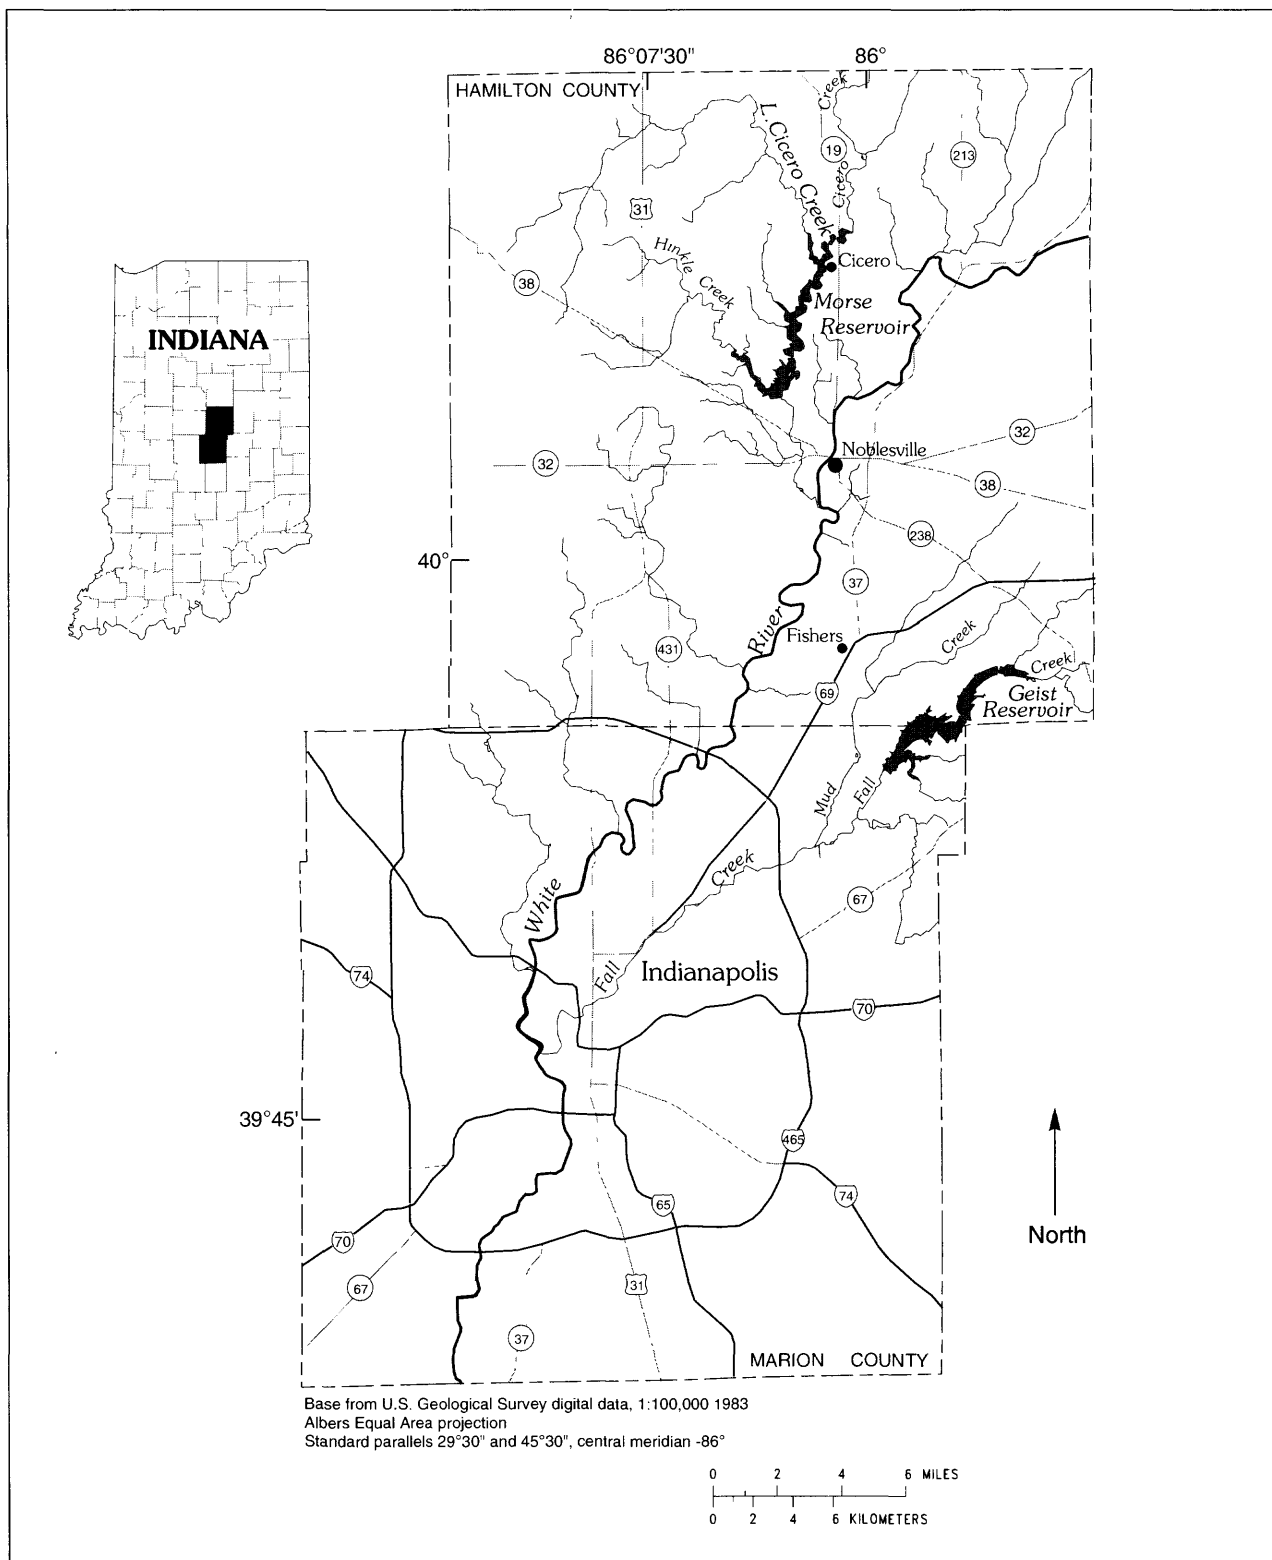 86°07'30" 86°
HAMILTON COUNTY
L. Cicero Creek
Creek
Cicero
19
213
31
Hinkle Creek
38
Cicero
Morse
Reservoir
INDIANA
32
32
Noblesville
38
238
40°
37
River
Fishers
431
Creek
Creek
69
Geist
Reservoir
Mud
Fall
Creek
67
White
Fall
Indianapolis
74
70
39°45'
465
74
65
North
70
67
31
37
MARION COUNTY
Base from U.S. Geological Survey digital data, 1:100,000 1983
Albers Equal Area projection
Standard parallels 29°30" and 45°30", central meridian -86°
0 2 4 6 MILES
0 2 4 6 KILOMETERS